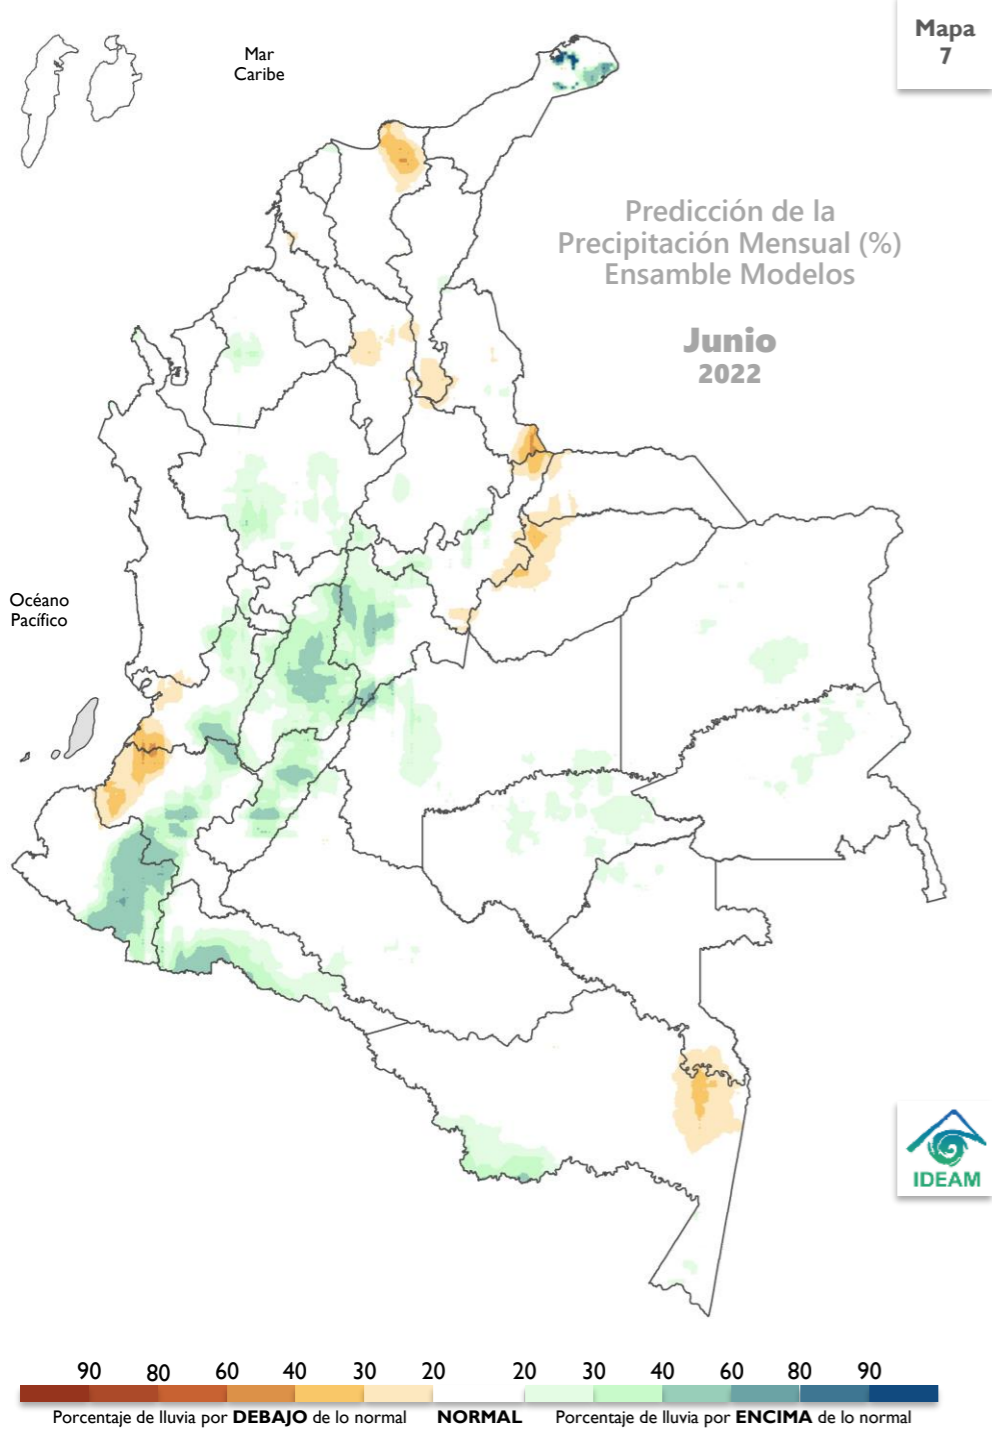 Mapa
7
Mar
Caribe
Predicción de la
Precipitación Mensual (%)
Ensamble Modelos
Junio
2022
Océano
Pacífico
IDEAM
90 80 60 40 30 20 20 30 40 60 80 90
Porcentaje de lluvia por DEBAJO de lo normal NORMAL Porcentaje de lluvia por ENCIMA de lo normal